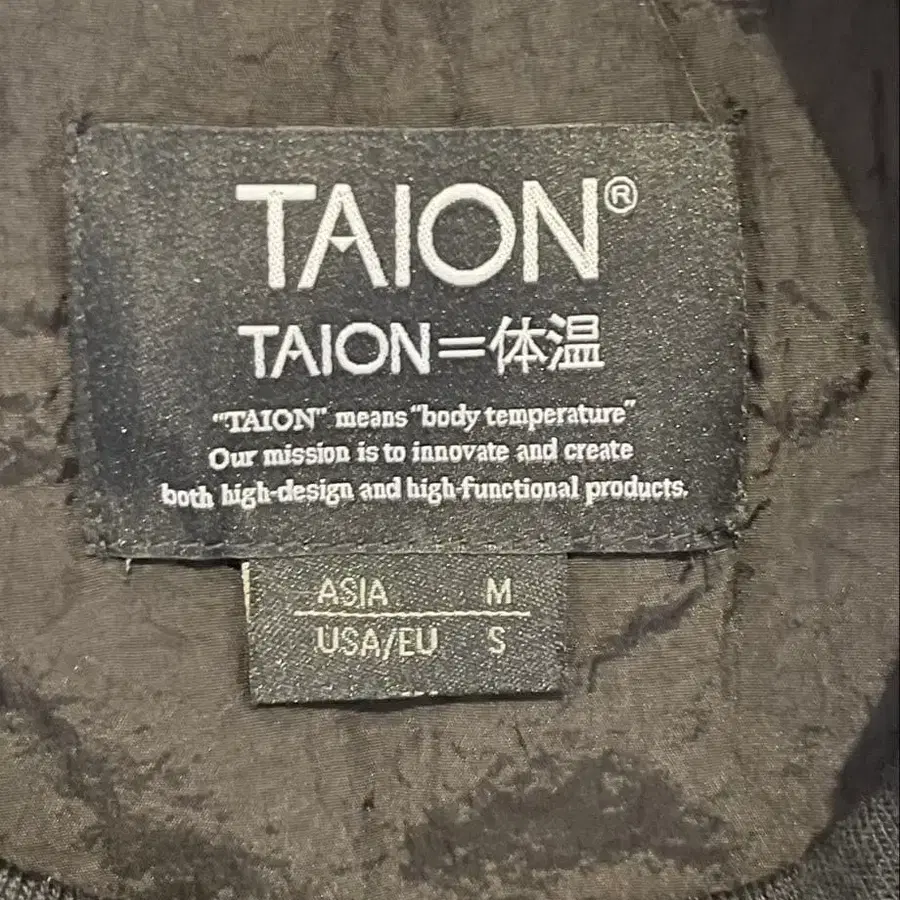 TAION®
TAION=体温
"TAION" means "body temperature"
Our mission is to innovate and create
both high-design and high-functional products.
ASIA M
USA/EU S